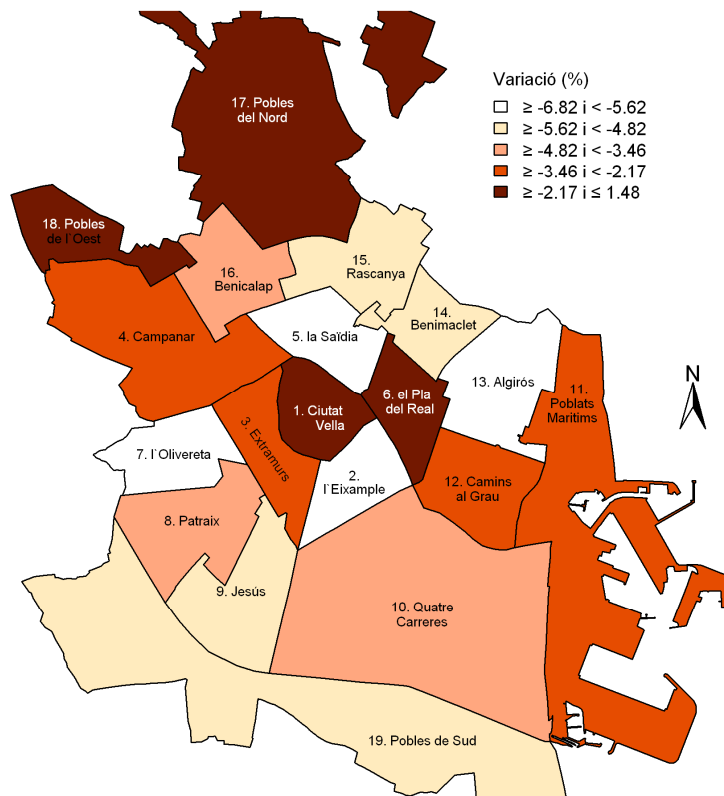 Variació (%)
≥ -6.82 i < -5.62
≥ -5.62 i < -4.82
≥ -4.82 i < -3.46
≥ -3.46 i < -2.17
≥ -2.17 i ≤ 1.48
17. Pobles
del Nord
18. Pobles
de l`Oest
16.
Benicalap
15.
Rascanya
14.
Benimaclet
4. Campanar
5. la Saïdia
13. Algirós
11.
Poblats
Marítims
N
6. el Pla
del Real
1. Ciutat
Vella
3. Extramurs
7. l`Olivereta
2.
l`Eixample
12. Camins
al Grau
8. Patraix
9. Jesús
10. Quatre
Carreres
19. Pobles de Sud